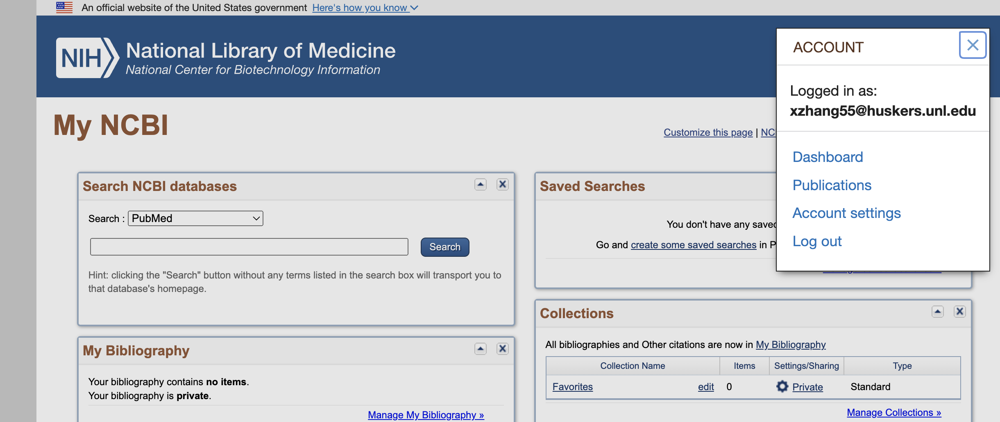 An official website of the United States government Here's how you know
NIH National Library of Medicine
National Center for Biotechnology Information
ACCOUNT
Logged in as:
xzhang55@huskers.unl.edu
Dashboard
Publications
Account settings
Log out
My NCBI
Customize this page |
Search NCBI databases
Search : PubMed
Search
Hint: clicking the "Search" button without any terms listed in the search box will transport you to
that database's homepage.
My Bibliography
Your bibliography contains no items.
Your bibliography is private.
Manage My Bibliography »
Saved Searches
You don't have any saved
Go and create some saved searches in
Collections
All bibliographies and Other citations are now in My Bibliography
Collection Name Items Settings/Sharing Type
Favorites edit 0 Private Standard
Manage Collections »